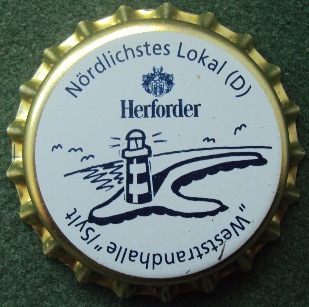 Nördlichstes Lokal (D)
Herforder
„Weststrandhalle"/Sylt